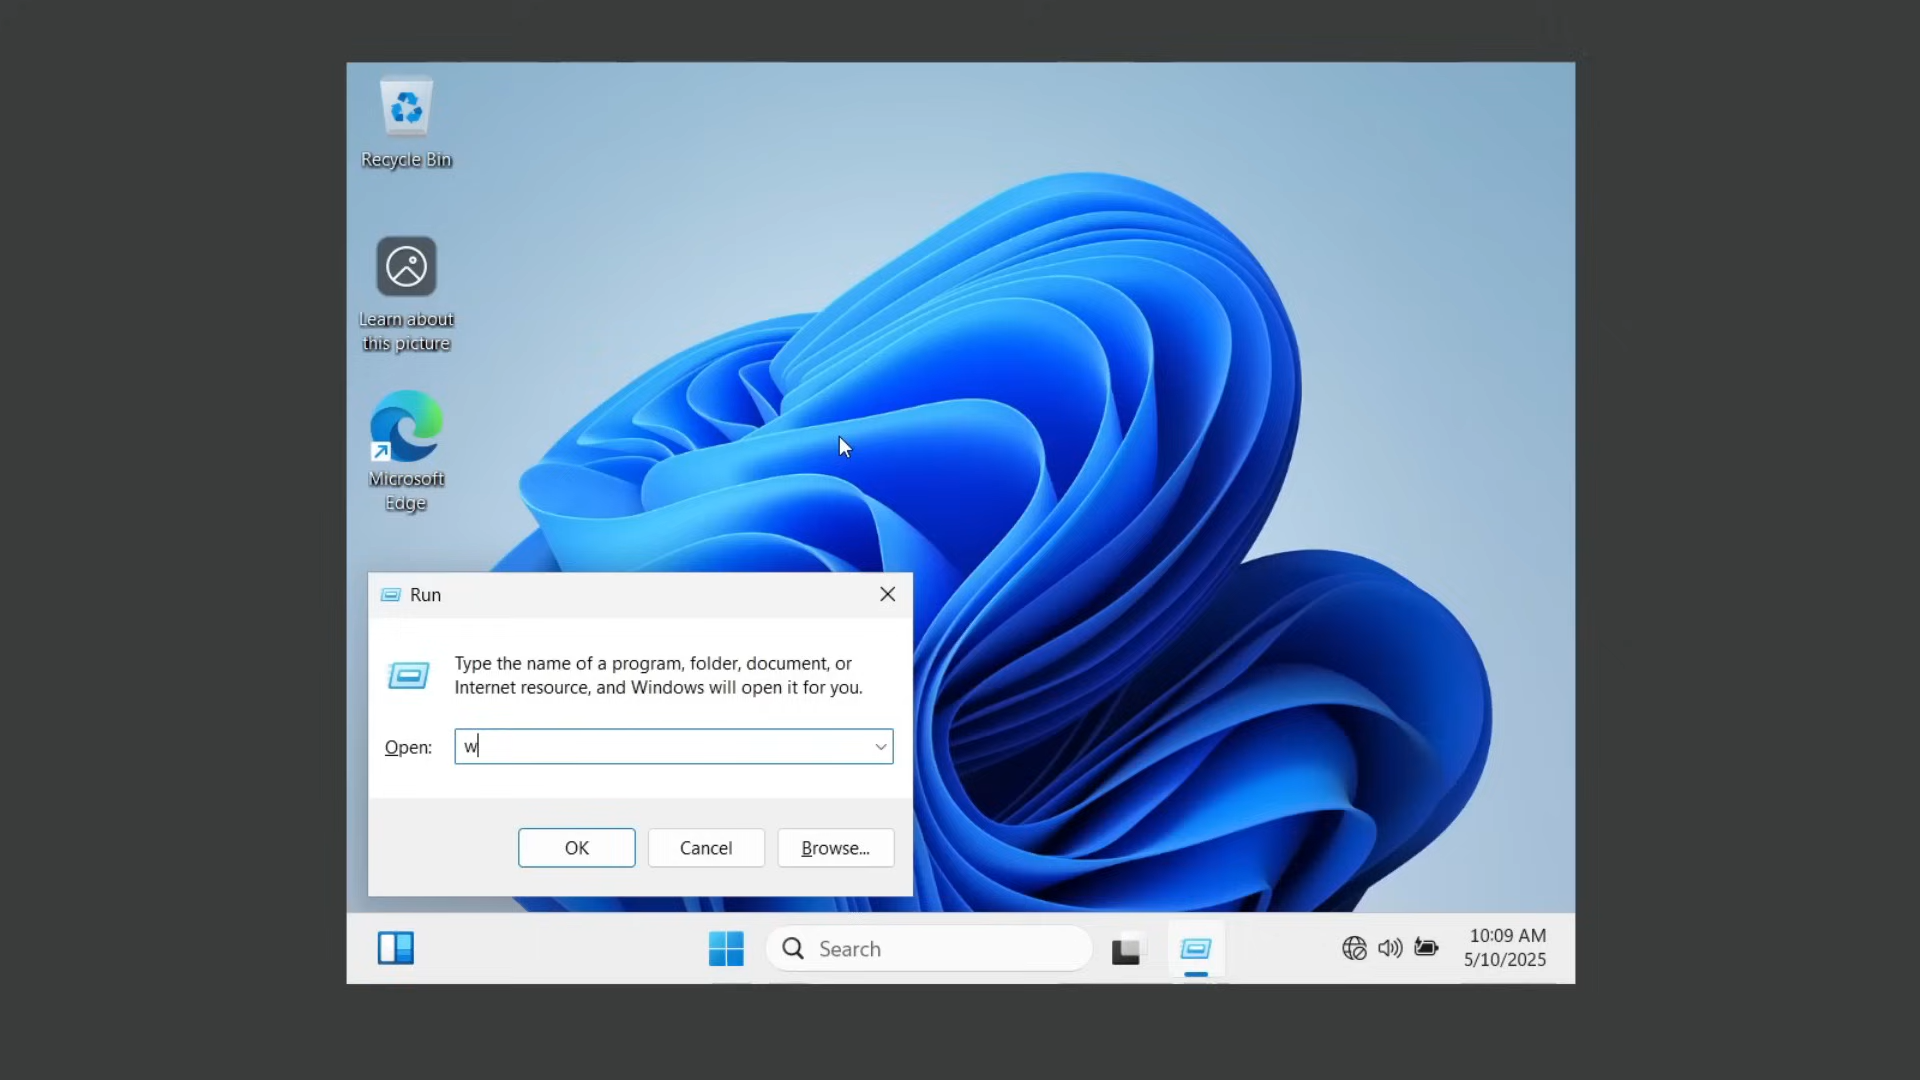 Recycle Bin
Learn about
this picture
Microsoft
Edge
Run
Type the name of a program, folder, document, or
Internet resource, and Windows will open it for you.
Open: w
OK Cancel Browse...
Search
10:09 AM
5/10/2025